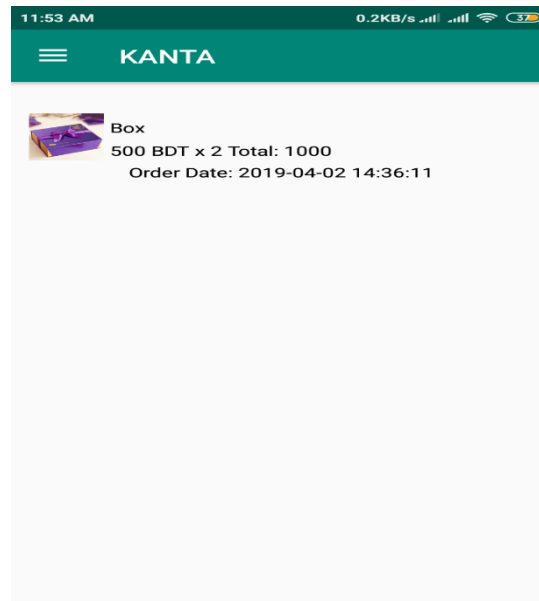 11:53 AM 0.2KB/s 37
KANTA
Box
500 BDT x 2 Total: 1000
Order Date: 2019-04-02 14:36:11